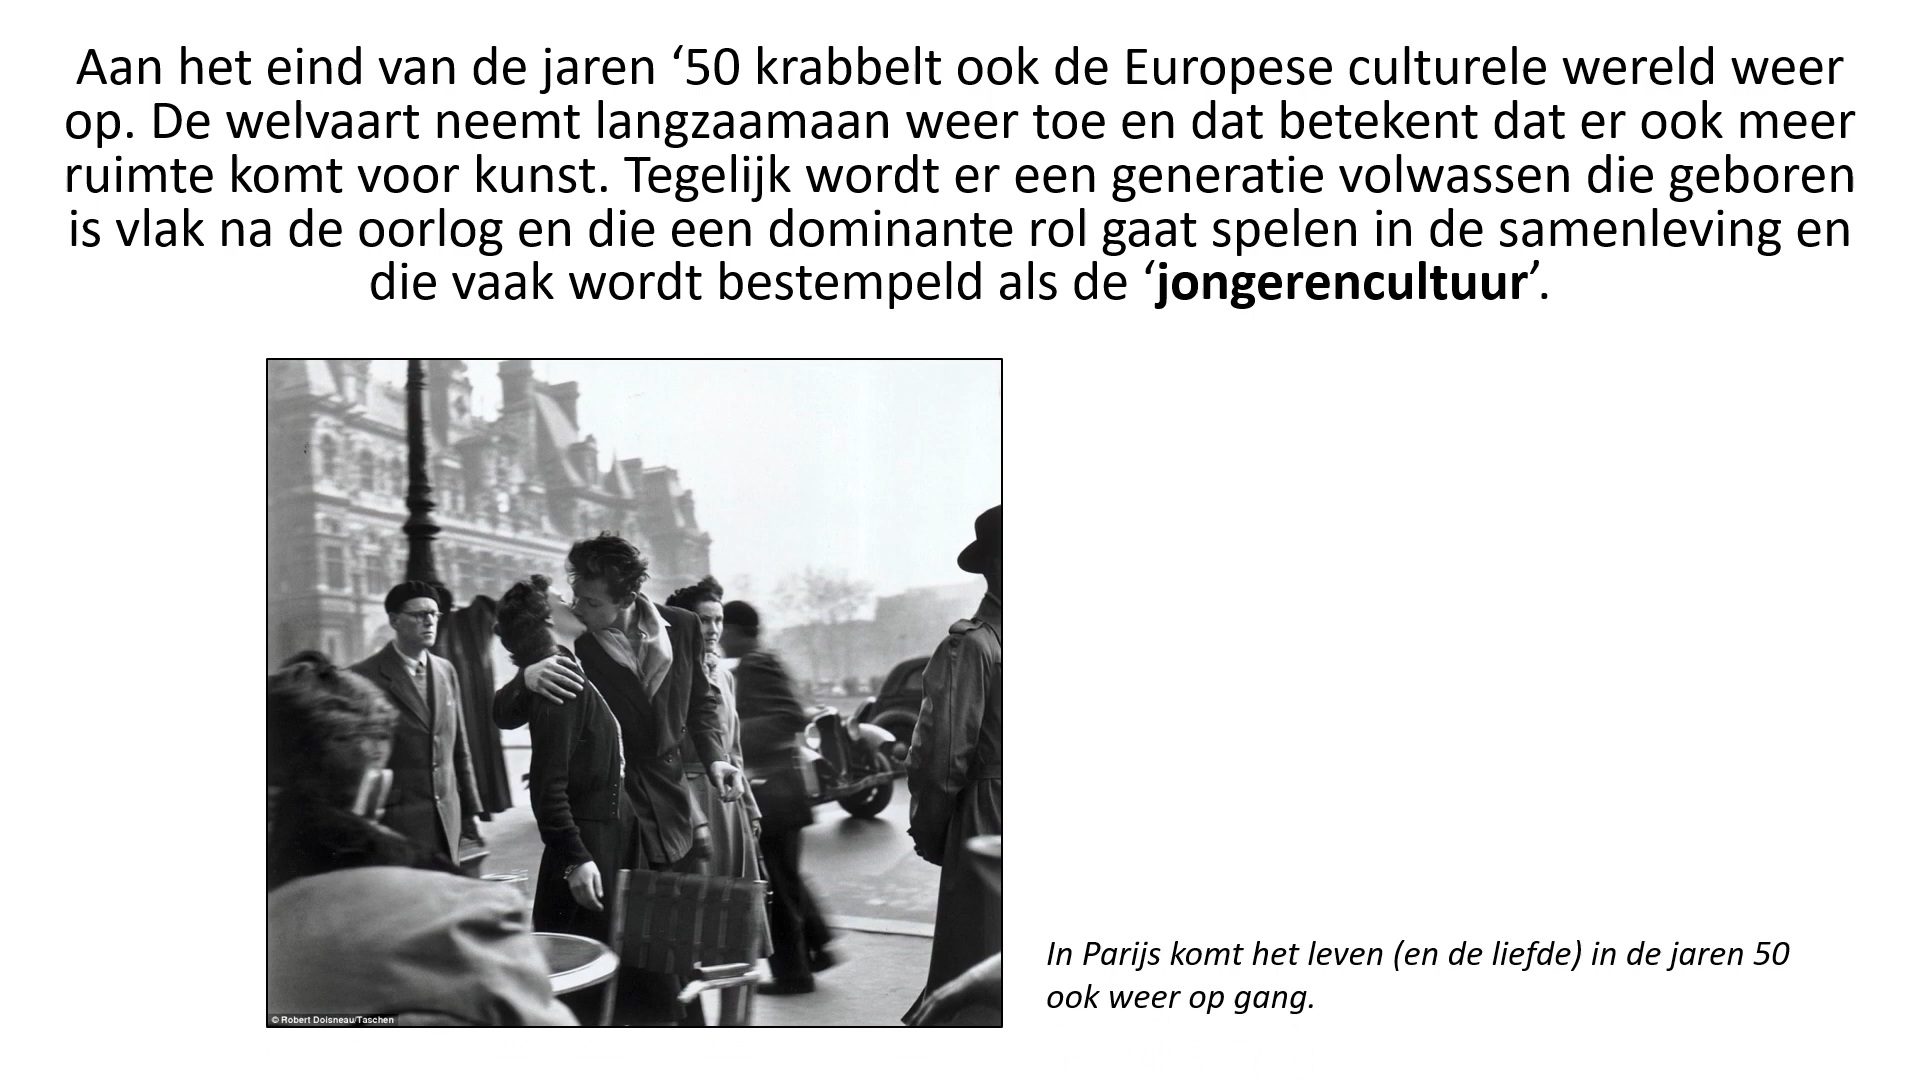 Aan het eind van de jaren ‘50 krabbelt ook de Europese culturele wereld weer
op. De welvaart neemt langzaamaan weer toe en dat betekent dat er ook meer
ruimte komt voor kunst. Tegelijk wordt er een generatie volwassen die geboren
is vlak na de oorlog en die een dominante rol gaat spelen in de samenleving en
die vaak wordt bestempeld als de ‘jongerencultuur’.
In Parijs komt het leven (en de liefde) in de jaren 50
ook weer op gang.
© Robert Doisneau/Taschen